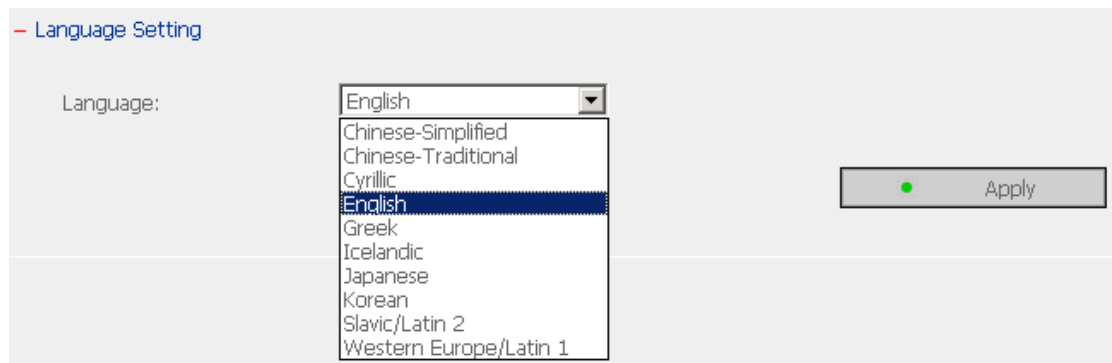 – Language Setting
Language:
English
Chinese-Simplified
Chinese-Traditional
Cyrillic
English
Greek
Icelandic
Japanese
Korean
Slavic/Latin 2
Western Europe/Latin 1
Apply